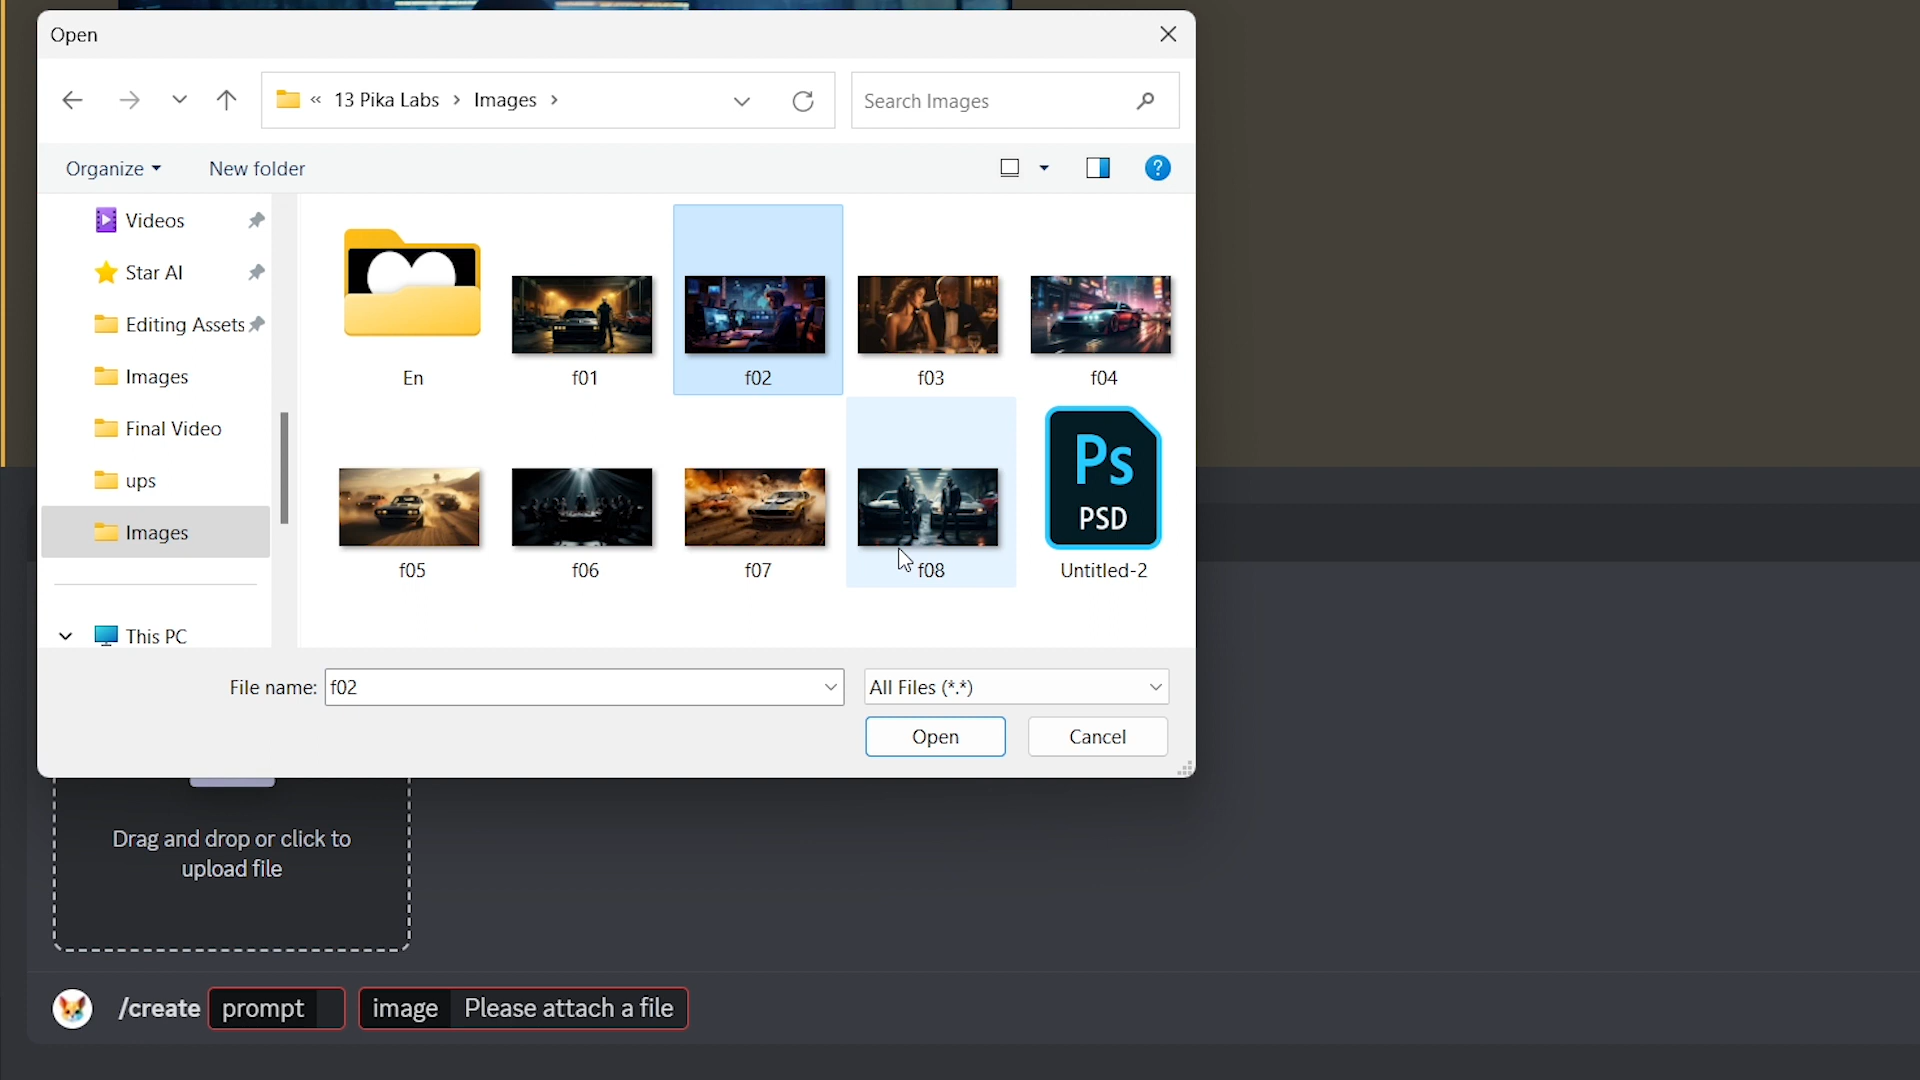 Open
« 13 Pika Labs > Images >
Search Images
Organize
New folder
Videos
Star AI
Editing Assets
Images
Final Video
ups
Images
This PC
En
f01
f02
f03
f04
f05
f06
f07
f08
Ps
PSD
Untitled-2
File name: f02
All Files (*.*)
Open
Cancel
Drag and drop or click to
upload file
/create prompt image Please attach a file